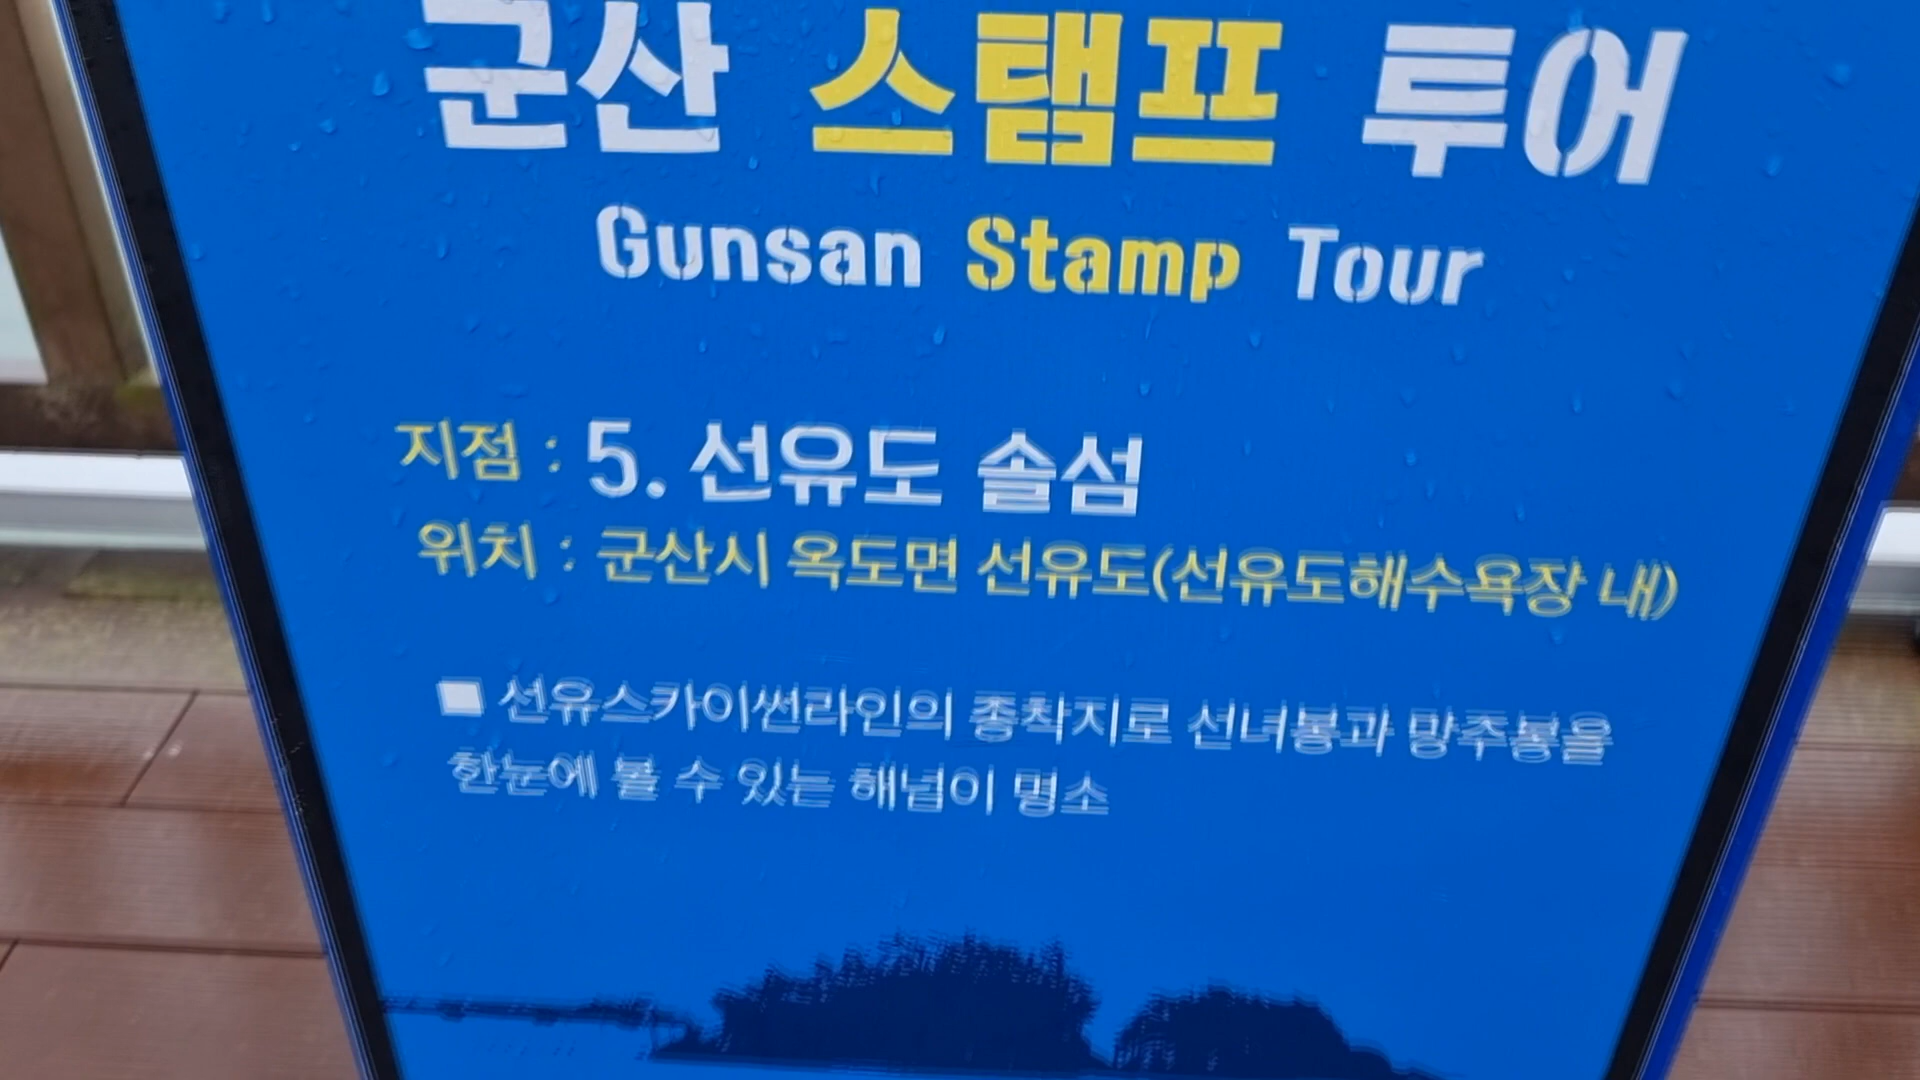 군산 스탬프 투어
Gunsan Stamp Tour
지점 : 5. 선유도 솔섬
위치 : 군산시 옥도면 선유도(선유도해수욕장 내)
■ 선유스카이썬라인의 종착지로 선녀봉과 망주봉을
한눈에 볼 수 있는 해넘이 명소